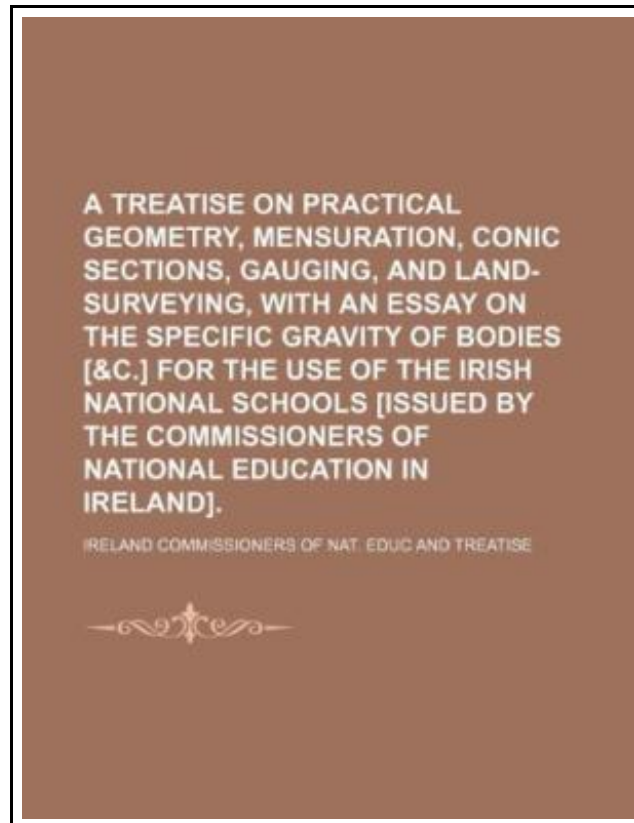 A TREATISE ON PRACTICAL
GEOMETRY, MENSURATION, CONIC
SECTIONS, GAUGING, AND LAND-
SURVEYING, WITH AN ESSAY ON
THE SPECIFIC GRAVITY OF BODIES
[&C.] FOR THE USE OF THE IRISH
NATIONAL SCHOOLS [ISSUED BY
THE COMMISSIONERS OF
NATIONAL EDUCATION IN
IRELAND].
IRELAND COMMISSIONERS OF NAT. EDUC AND TREATISE